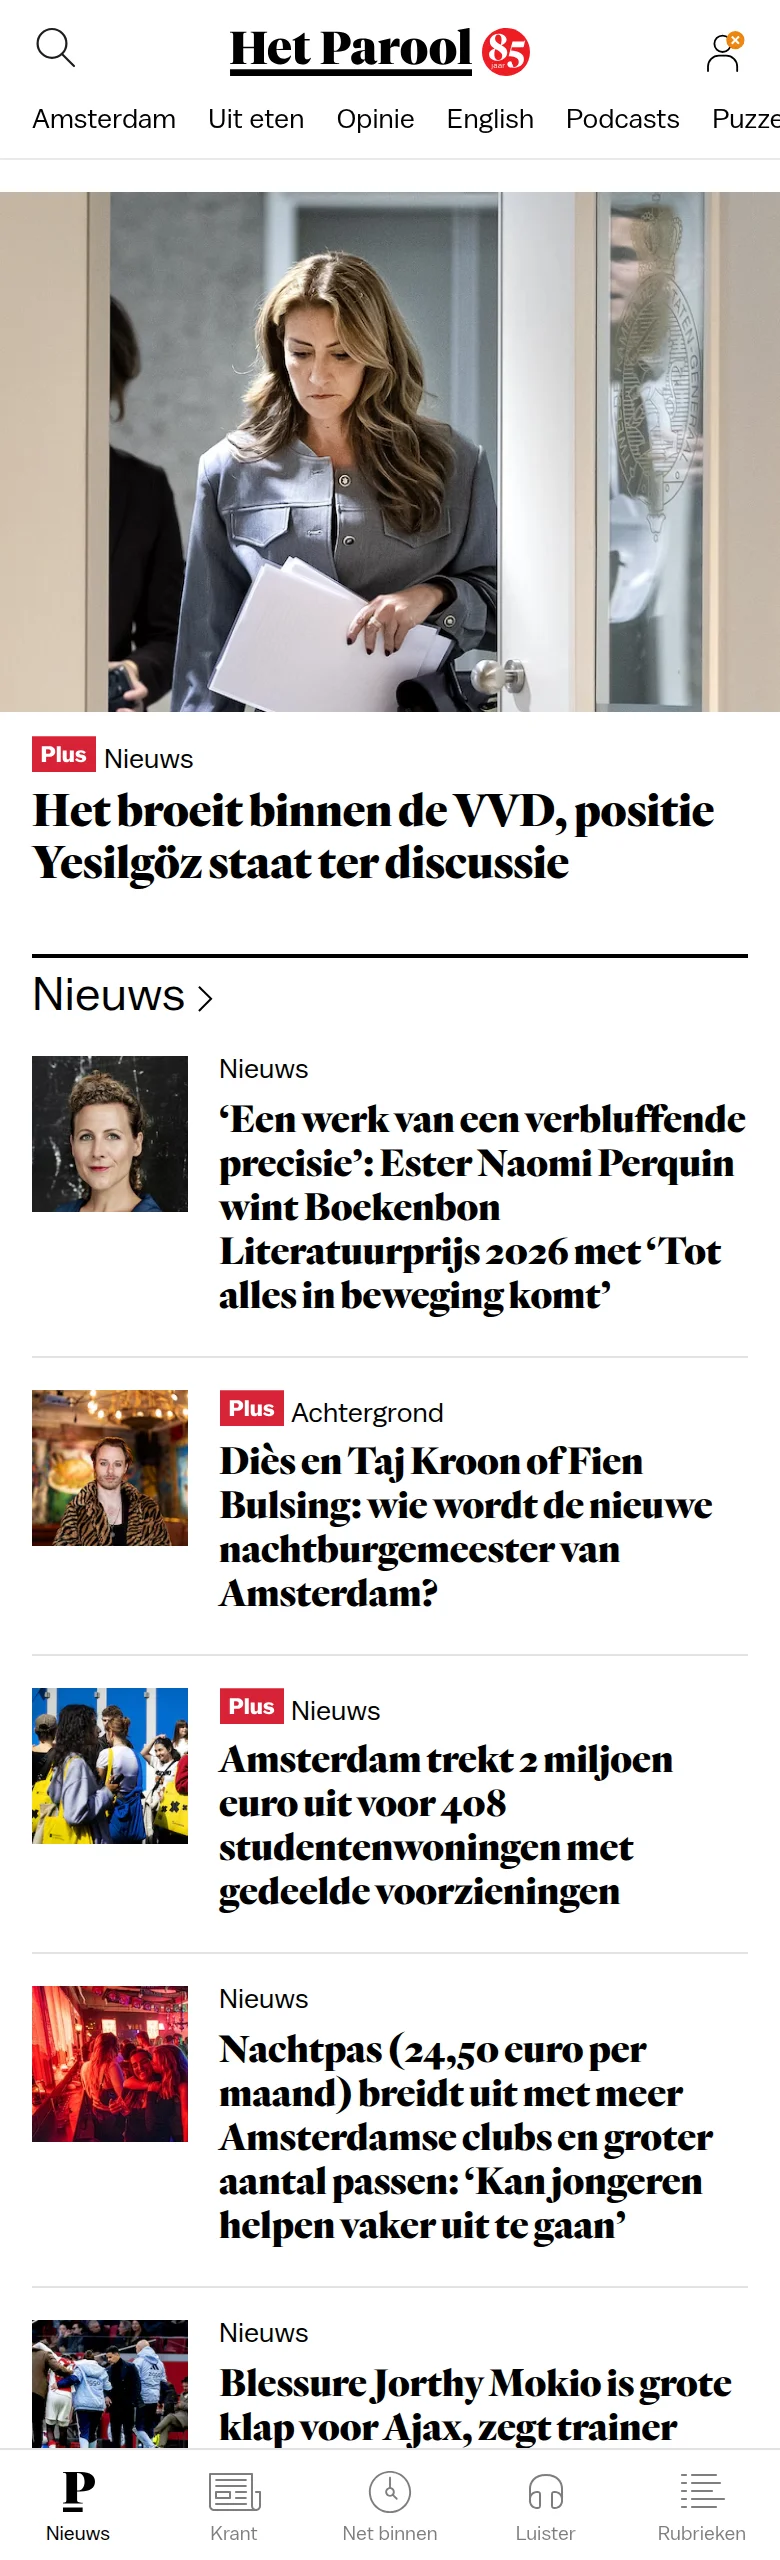 Het Parool
85
jaar
Amsterdam Uit eten Opinie English Podcasts Puzze
STATEN GENERAAL
Plus Nieuws
Het broeit binnen de VVD, positie
Yesilgöz staat ter discussie
Nieuws
Nieuws
‘Een werk van een verbluffende
precisie’: Ester Naomi Perquin
wint Boekenbon
Literatuurprijs 2026 met ‘Tot
alles in beweging komt’
Plus Achtergrond
Diès en Taj Kroon of Fien
Bulsing: wie wordt de nieuwe
nachtburgemeester van
Amsterdam?
Plus Nieuws
Amsterdam trekt 2 miljoen
euro uit voor 408
studentenwoningen met
gedeelde voorzieningen
Nieuws
Nachtpas (24,50 euro per
maand) breidt uit met meer
Amsterdamse clubs en groter
aantal passen: ‘Kan jongeren
helpen vaker uit te gaan’
Nieuws
Blessure Jorthy Mokio is grote
klap voor Ajax, zegt trainer
P
Nieuws Krant Net binnen Luister Rubrieken